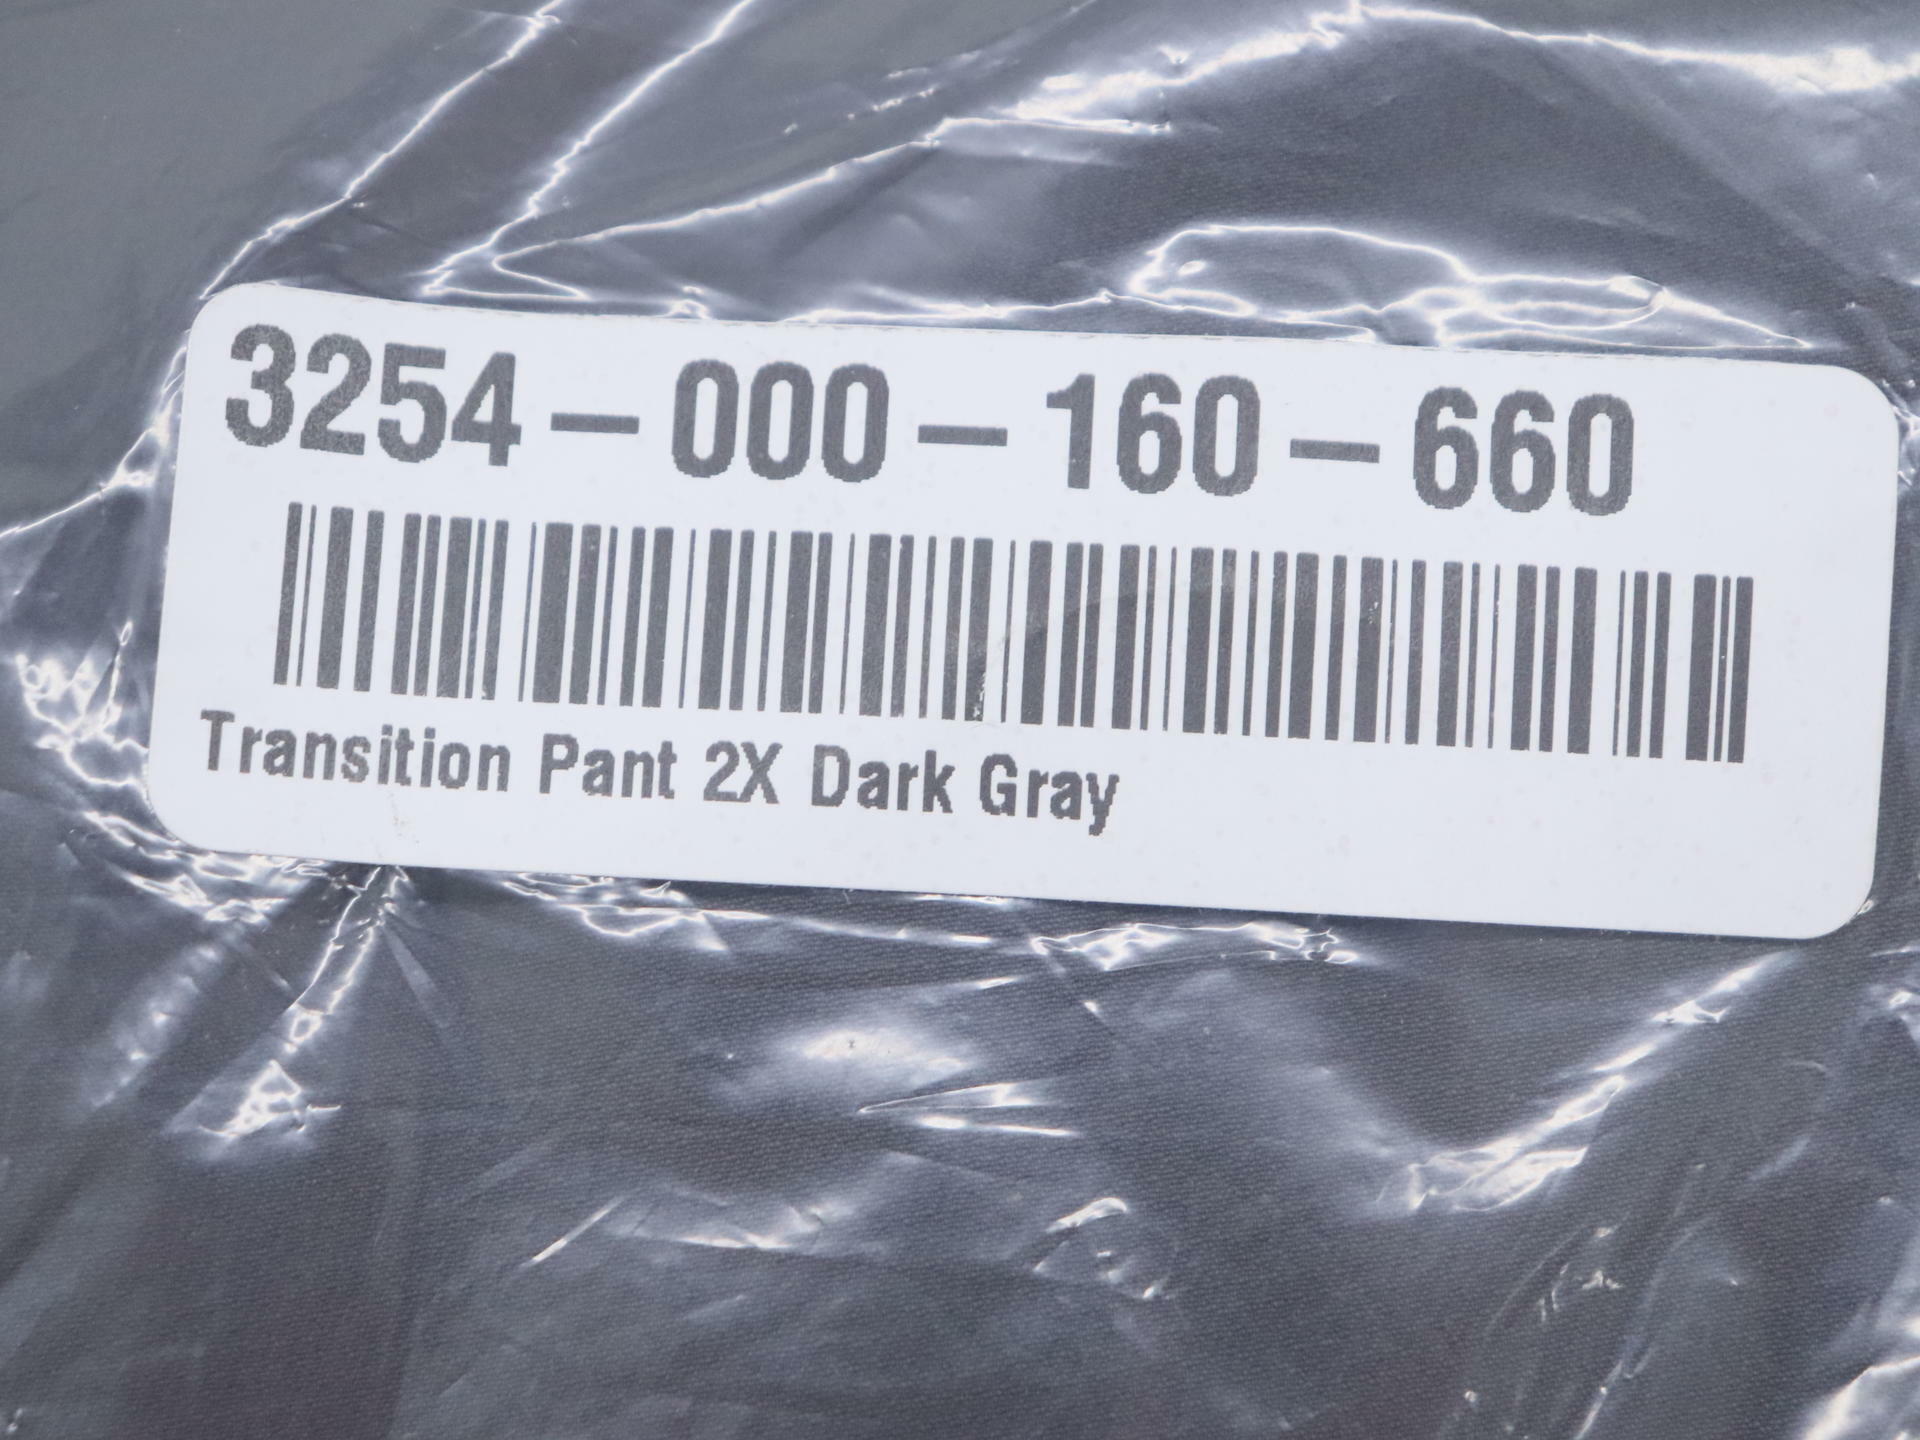 3254-000-160-660
Transition Pant 2X Dark Gray